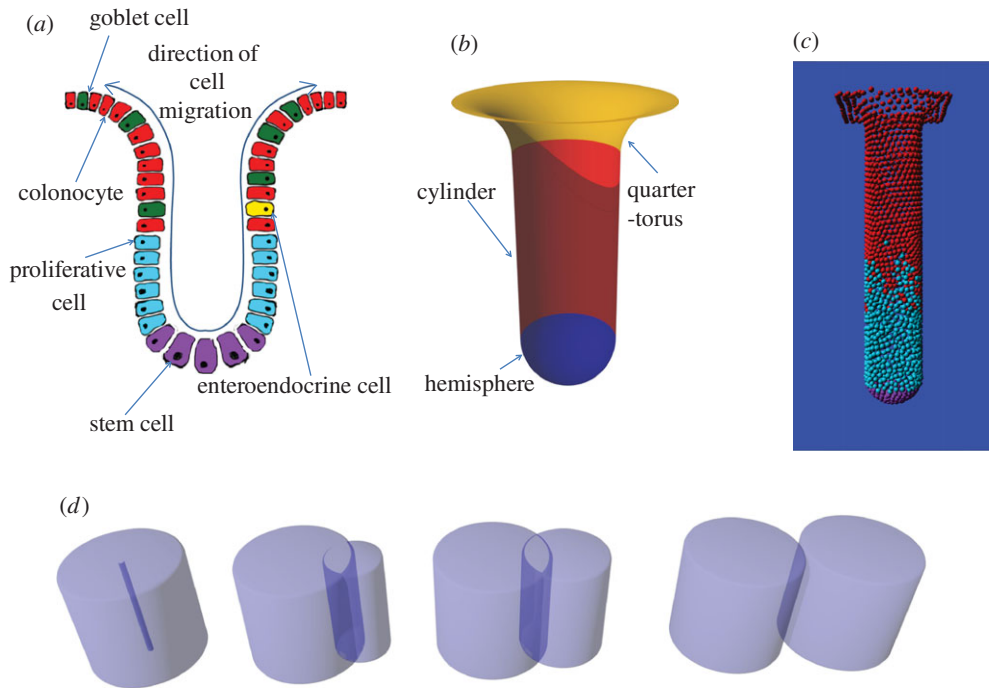 (a)
goblet cell
direction of
cell
migration
colonocyte
proliferative
cell
enteroendocrine cell
stem cell
(b)
cylinder
quarter
-torus
hemisphere
(c)
(d)